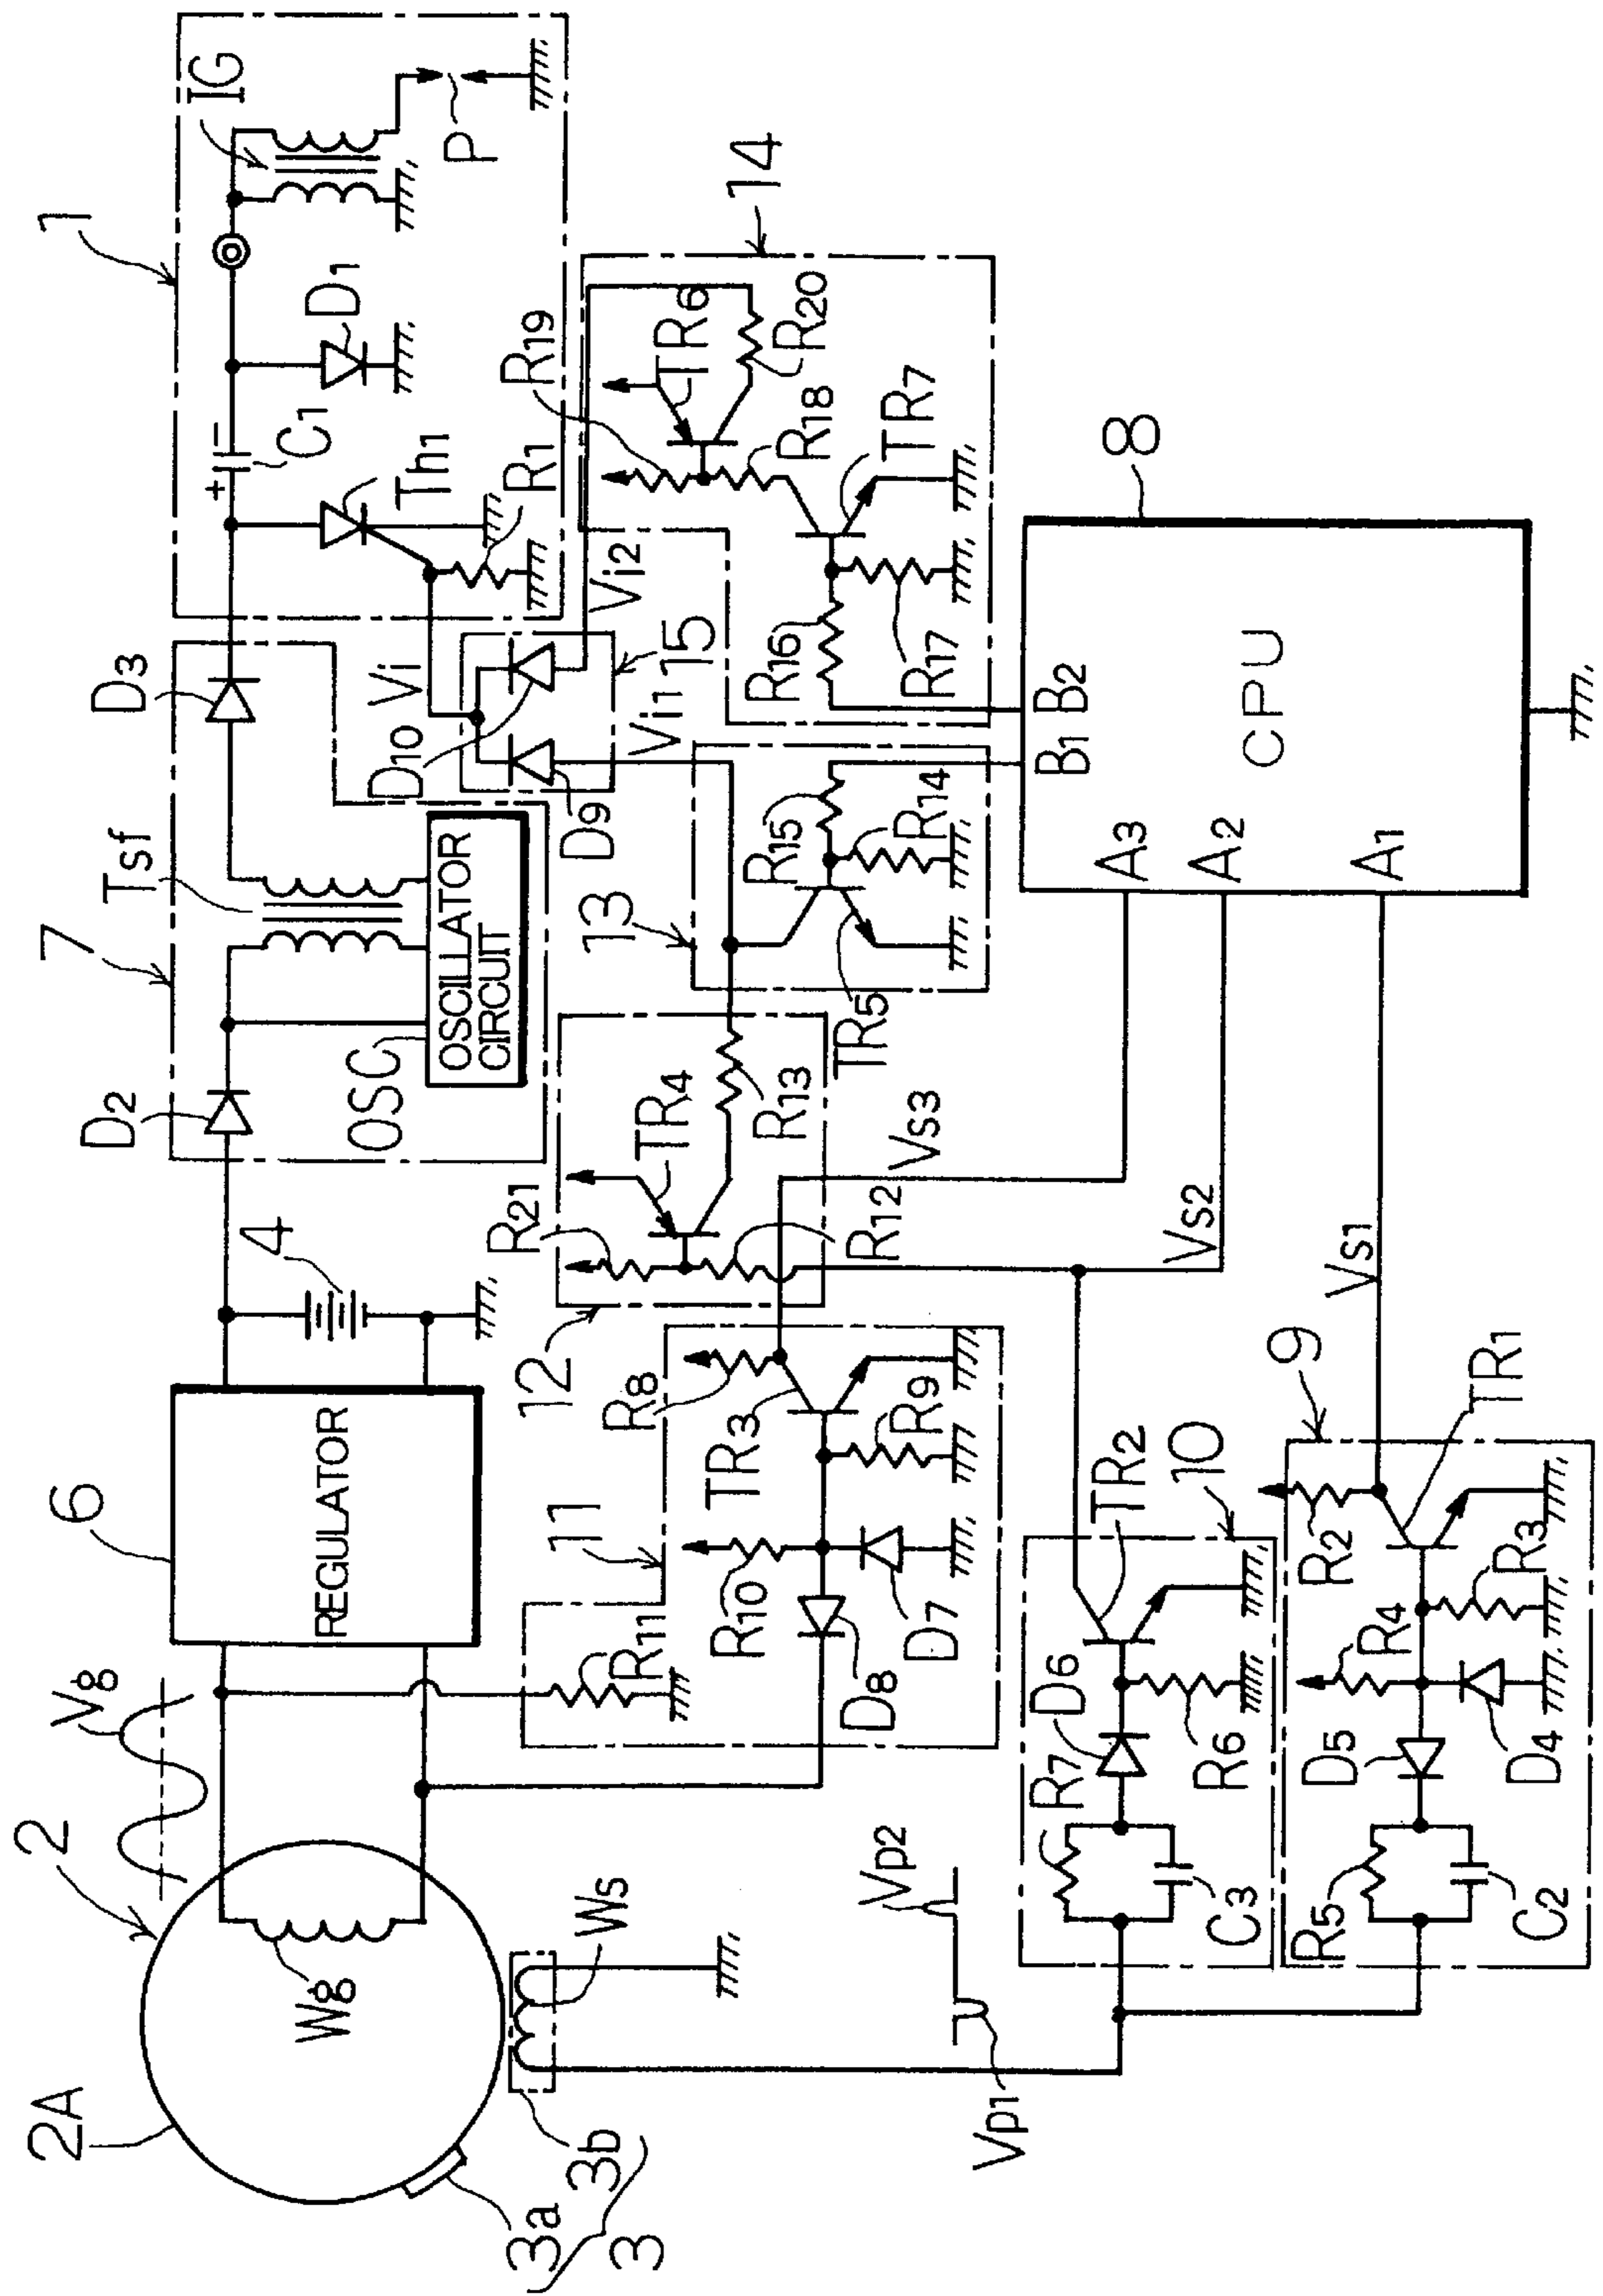 1
IG
P
D1
C1
Th1
R1
7
D3
Tsf
D2
OSC
OSCILLATOR
CIRCUIT
4
6
REGULATOR
Vg
2
Wg
2A
3a
3b
3
Ws
Vp1
Vp2
14
R19
TR6
R20
R18
TR7
R16
R17
Vi2
Vi
15
D10
D9
Vi1
13
R15
R14
TR5
12
R21
TR4
R13
R12
Vs3
Vs2
Vs1
11
R8
TR3
R9
R10
R11
D8
D7
10
TR2
D6
R7
R6
C3
9
TR1
R2
R3
R4
D5
D4
R5
C2
8
CPU
B1
B2
A3
A2
A1
+
−